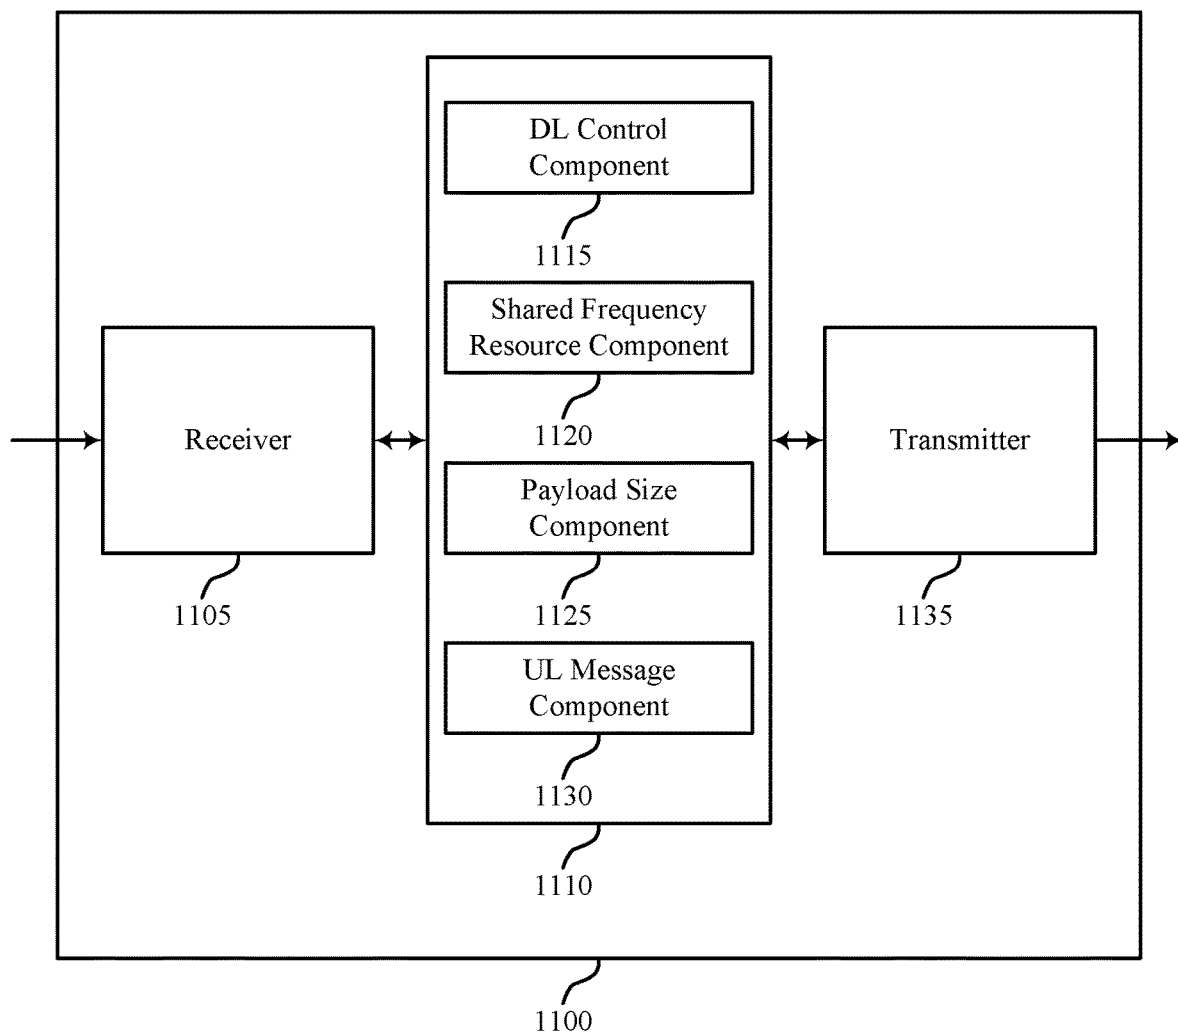 DL Control
Component
1115
Shared Frequency
Resource Component
1120
Receiver
1105
Payload Size
Component
1125
UL Message
Component
1130
1110
Transmitter
1135
1100